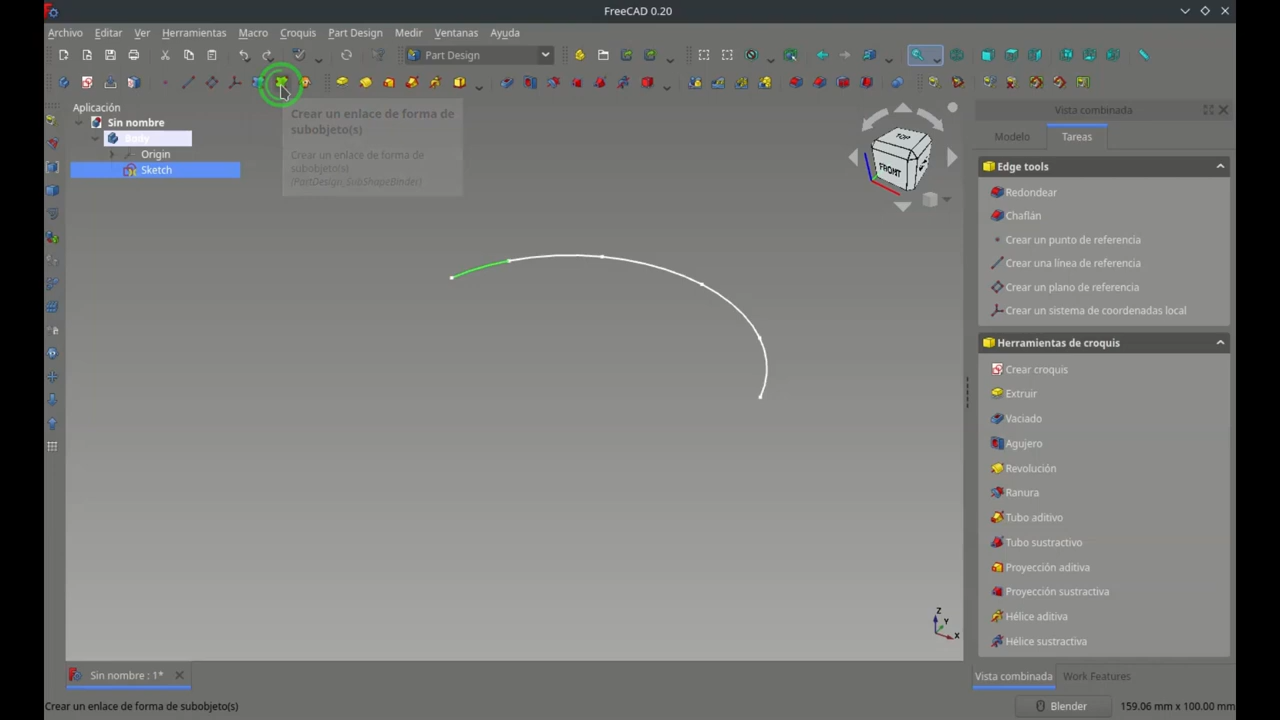 FreeCAD 0.20
Archivo Editar Ver Herramientas Macro Croquis Part Design Medir Ventanas Ayuda
Part Design
Aplicación
Sin nombre
Body
Origin
Sketch
Crear un enlace de forma de
subobjeto(s)
Crear un enlace de forma de
subobjeto(s)
(PartDesign_SubShapeBinder)
TOP
FRONT
Vista combinada
Modelo Tareas
Edge tools
Redondear
Chaflán
Crear un punto de referencia
Crear una línea de referencia
Crear un plano de referencia
Crear un sistema de coordenadas local
Herramientas de croquis
Crear croquis
Extruir
Vaciado
Agujero
Revolución
Ranura
Tubo aditivo
Tubo sustractivo
Proyección aditiva
Proyección sustractiva
Hélice aditiva
Hélice sustractiva
Z
Y
X
Sin nombre : 1*
Vista combinada Work Features
Crear un enlace de forma de subobjeto(s)
Blender 159.06 mm x 100.00 mm